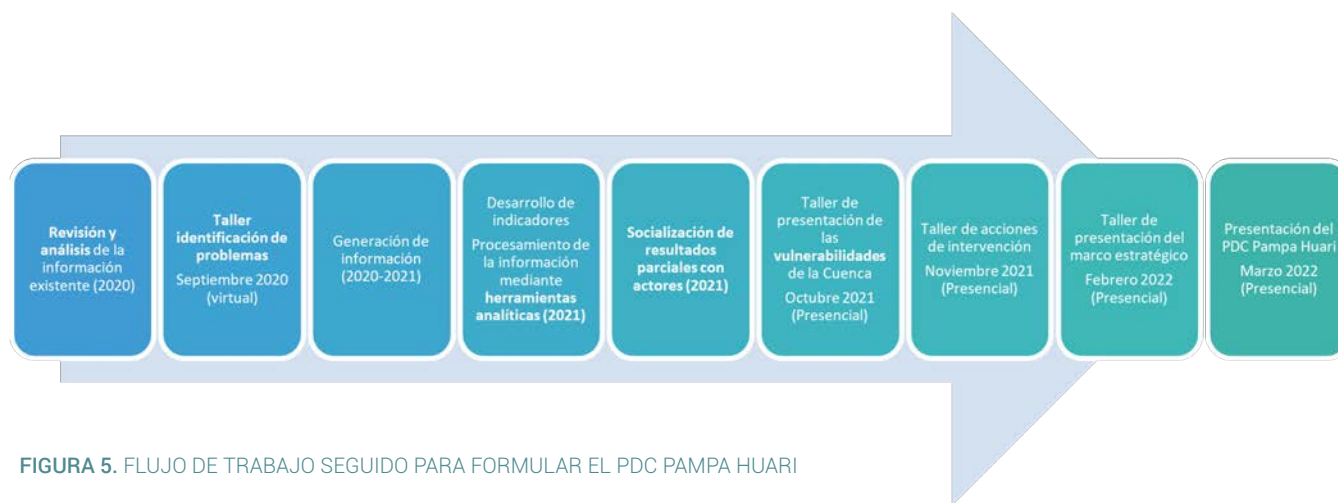 Revisión y
análisis de la
información
existente (2020)
Taller
identificación de
problemas
Septiembre 2020
(virtual)
Generación de
información
(2020-2021)
Desarrollo de
indicadores
Procesamiento de
la información
mediante
herramientas
analíticas (2021)
Socialización de
resultados
parciales con
actores (2021)
Taller de
presentación de
las
vulnerabilidades
de la Cuenca
Octubre 2021
(Presencial)
Taller de acciones
de intervención
Noviembre 2021
(Presencial)
Taller de
presentación del
marco estratégico
Febrero 2022
(Presencial)
Presentación del
PDC Pampa Huari
Marzo 2022
(Presencial)
FIGURA 5. FLUJO DE TRABAJO SEGUIDO PARA FORMULAR EL PDC PAMPA HUARI